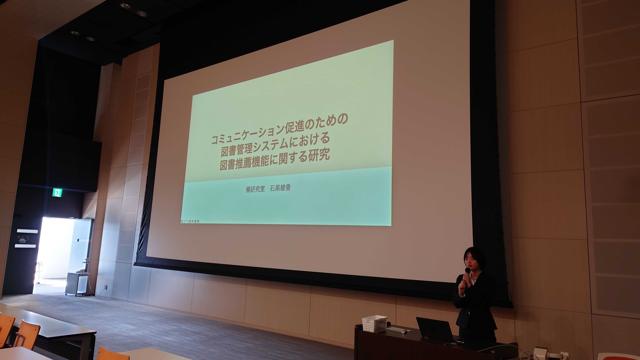 コミュニケーション促進のための
図書管理システムにおける
図書推薦機能に関する研究